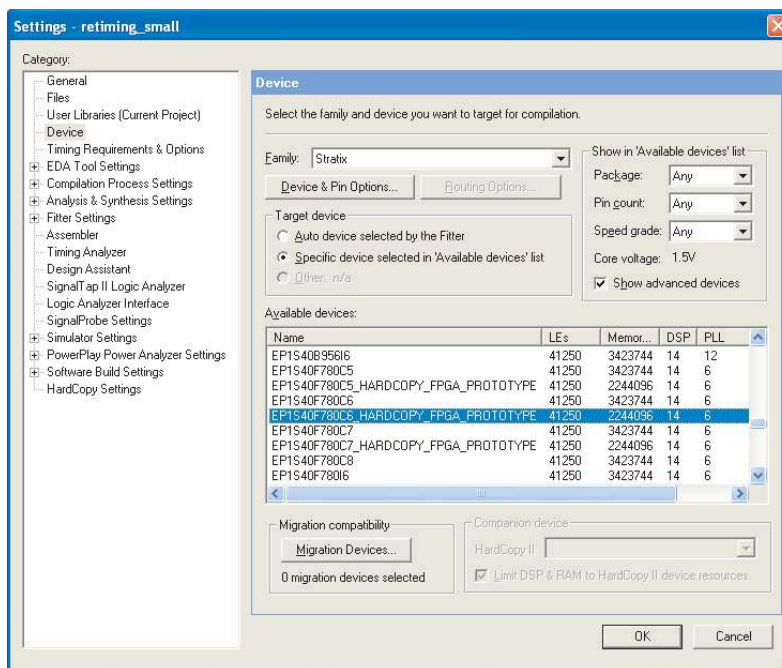 Settings - retiming_small
Category:
General
Files
User Libraries (Current Project)
Device
Timing Requirements & Options
EDA Tool Settings
Compilation Process Settings
Analysis & Synthesis Settings
Fitter Settings
Assembler
Timing Analyzer
Design Assistant
SignalTap II Logic Analyzer
Logic Analyzer Interface
SignalProbe Settings
Simulator Settings
PowerPlay Power Analyzer Settings
Software Build Settings
HardCopy Settings
Device
Select the family and device you want to target for compilation.
Family: Stratix
Device & Pin Options... Routing Options...
Target device
Auto device selected by the Fitter
Specific device selected in 'Available devices' list
Other: n/a
Show in 'Available devices' list
Package: Any
Pin count: Any
Speed grade: Any
Core voltage: 1.5V
Show advanced devices
Available devices:
Name LEs Memor... DSP PLL
EP1S40B956I6 41250 3423744 14 12
EP1S40F780C5 41250 3423744 14 6
EP1S40F780C5_HARDCOPY_FPGA_PROTOTYPE 41250 2244096 14 6
EP1S40F780C6 41250 3423744 14 6
EP1S40F780C6_HARDCOPY_FPGA_PROTOTYPE 41250 2244096 14 6
EP1S40F780C7 41250 3423744 14 6
EP1S40F780C7_HARDCOPY_FPGA_PROTOTYPE 41250 2244096 14 6
EP1S40F780C8 41250 3423744 14 6
EP1S40F780I6 41250 3423744 14 6
Migration compatibility
Migration Devices...
0 migration devices selected
Companion device
HardCopy II
Limit DSP & RAM to HardCopy II device resources
OK Cancel